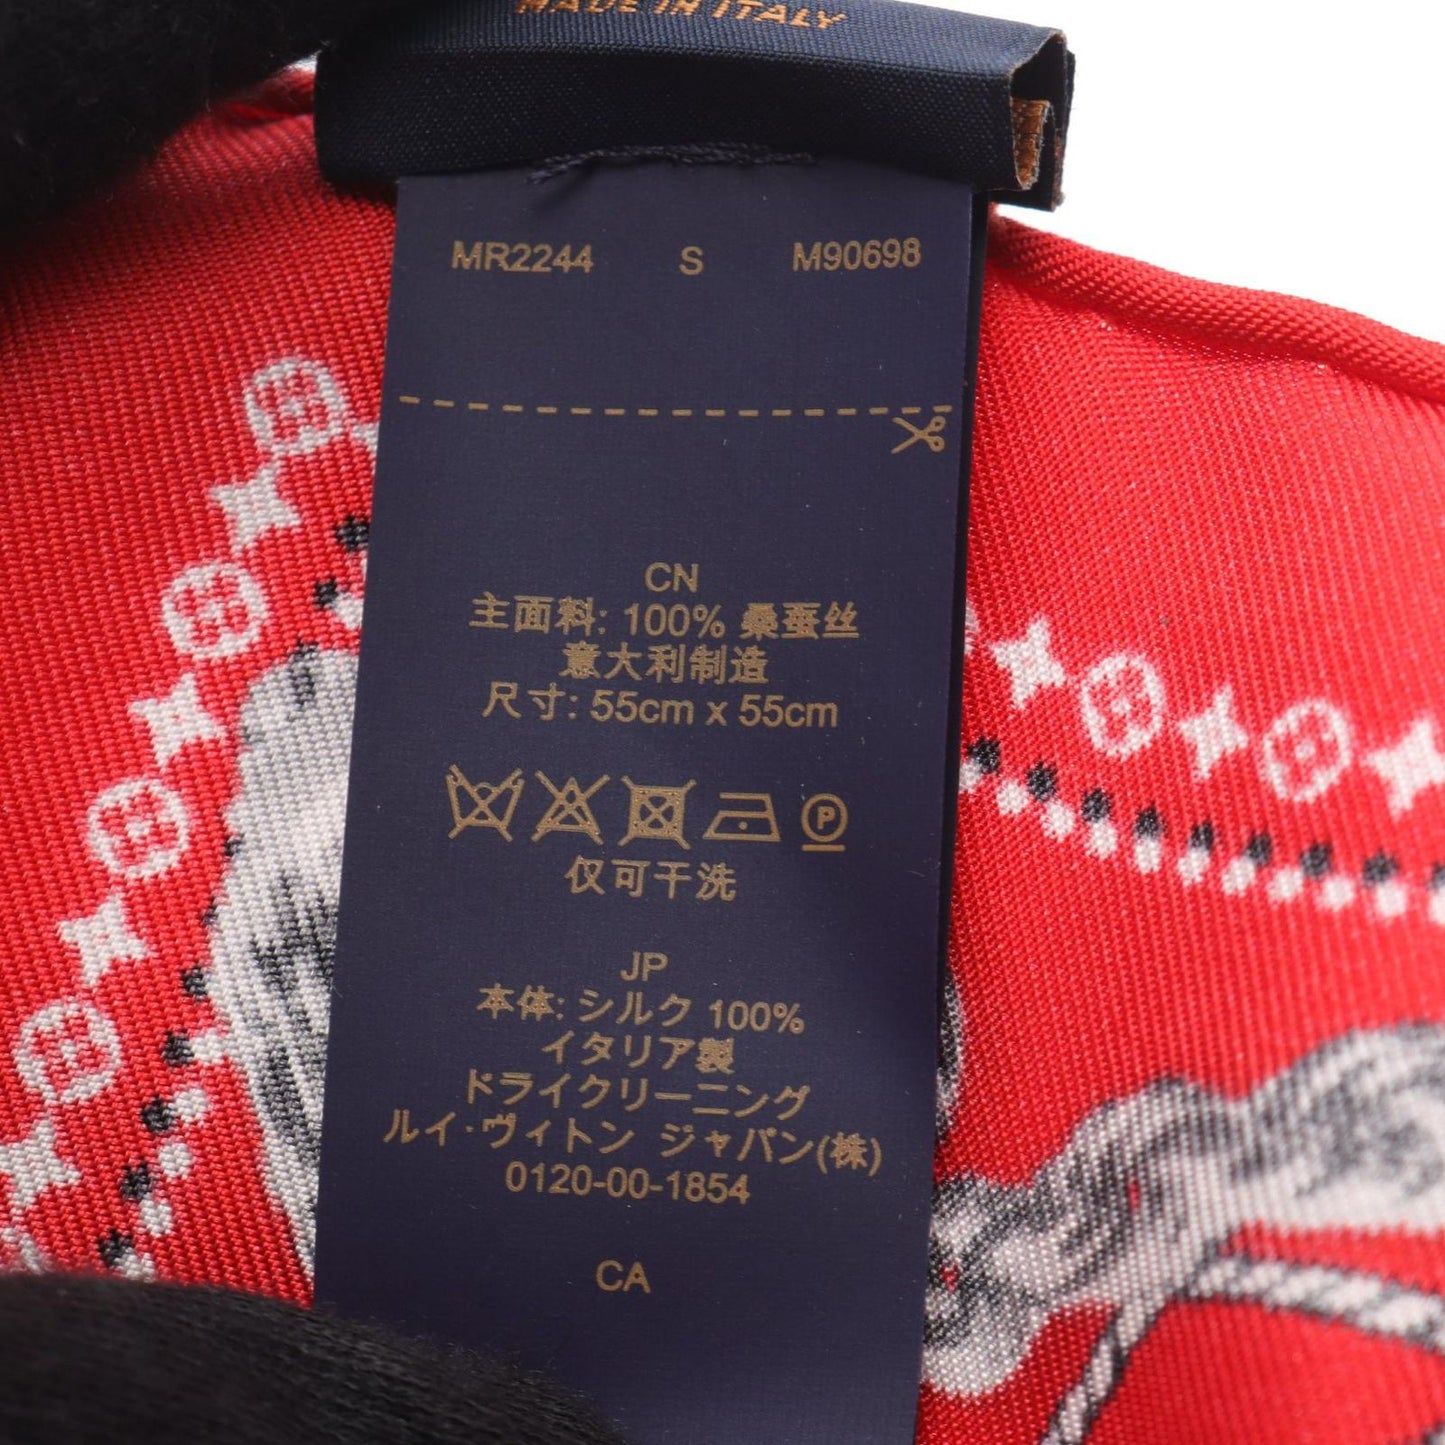 MADE IN ITALY
MR2244 S M90698
CN
主面料: 100% 桑蚕丝
意大利制造
尺寸: 55cm x 55cm
P
仅可干洗
JP
本体: シルク 100%
イタリア製
ドライクリーニング
ルイ·ヴィトン ジャパン(株)
0120-00-1854
CA